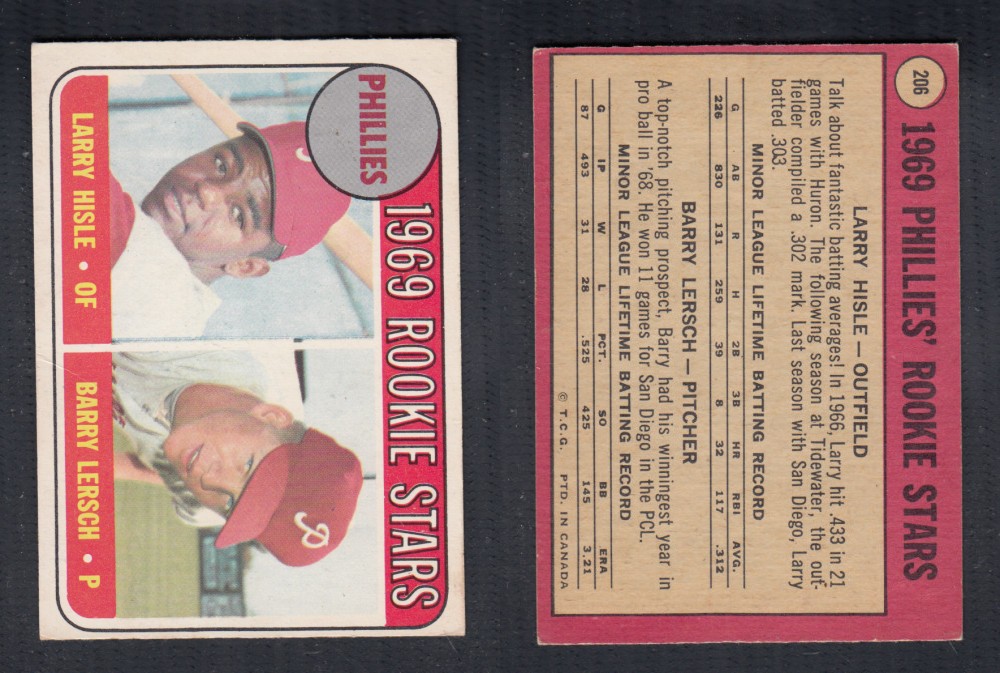 PHILLIES
1969 ROOKIE STARS
LARRY HISLE • OF
BARRY LERSCH • P
P
206
1969 PHILLIES' ROOKIE STARS
LARRY HISLE — OUTFIELD
Talk about fantastic batting averages! In 1966, Larry hit .433 in 21
games with Huron. The following season at Tidewater, the out-
fielder compiled a .302 mark. Last season with San Diego, Larry
batted .303.
MINOR LEAGUE LIFETIME BATTING RECORD
G AB R H 2B 3B HR RBI AVG.
226 830 131 259 39 8 32 117 .312
BARRY LERSCH — PITCHER
A top-notch pitching prospect, Barry had his winningest year in
pro ball in '68. He won 11 games for San Diego in the PCL.
MINOR LEAGUE LIFETIME BATTING RECORD
G IP W L PCT. SO BB ERA
87 493 31 28 .525 425 145 3.21
© T.C.G. PTD. IN CANADA